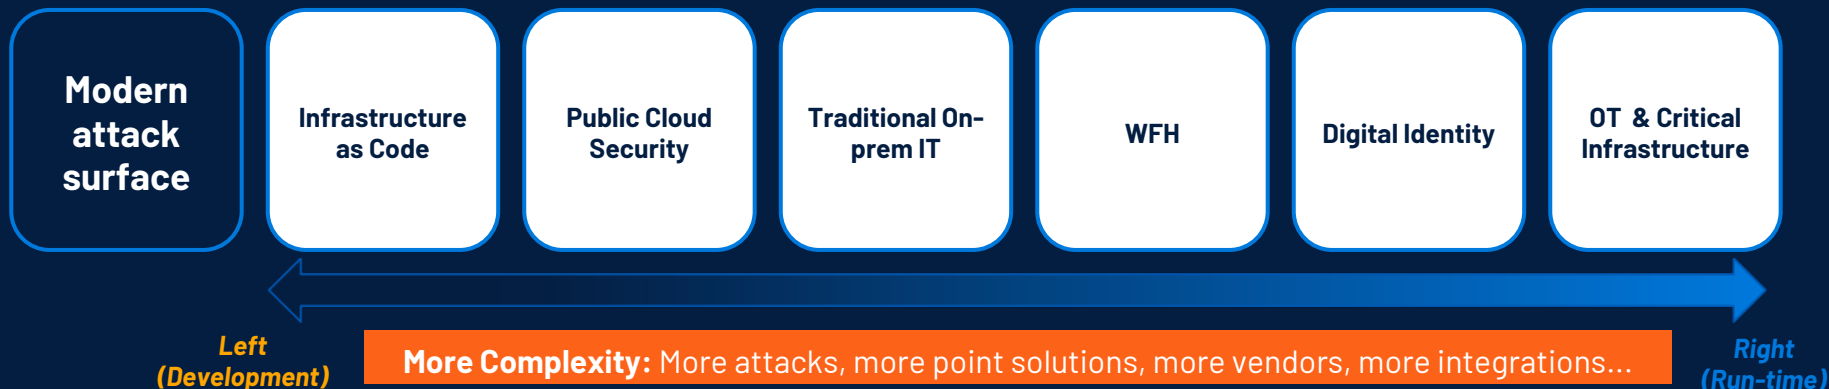 Modern
attack
surface
Infrastructure
as Code
Public Cloud
Security
Traditional On-
prem IT
WFH
Digital Identity
OT & Critical
Infrastructure
Left
(Development)
More Complexity: More attacks, more point solutions, more vendors, more integrations...
Right
(Run-time)